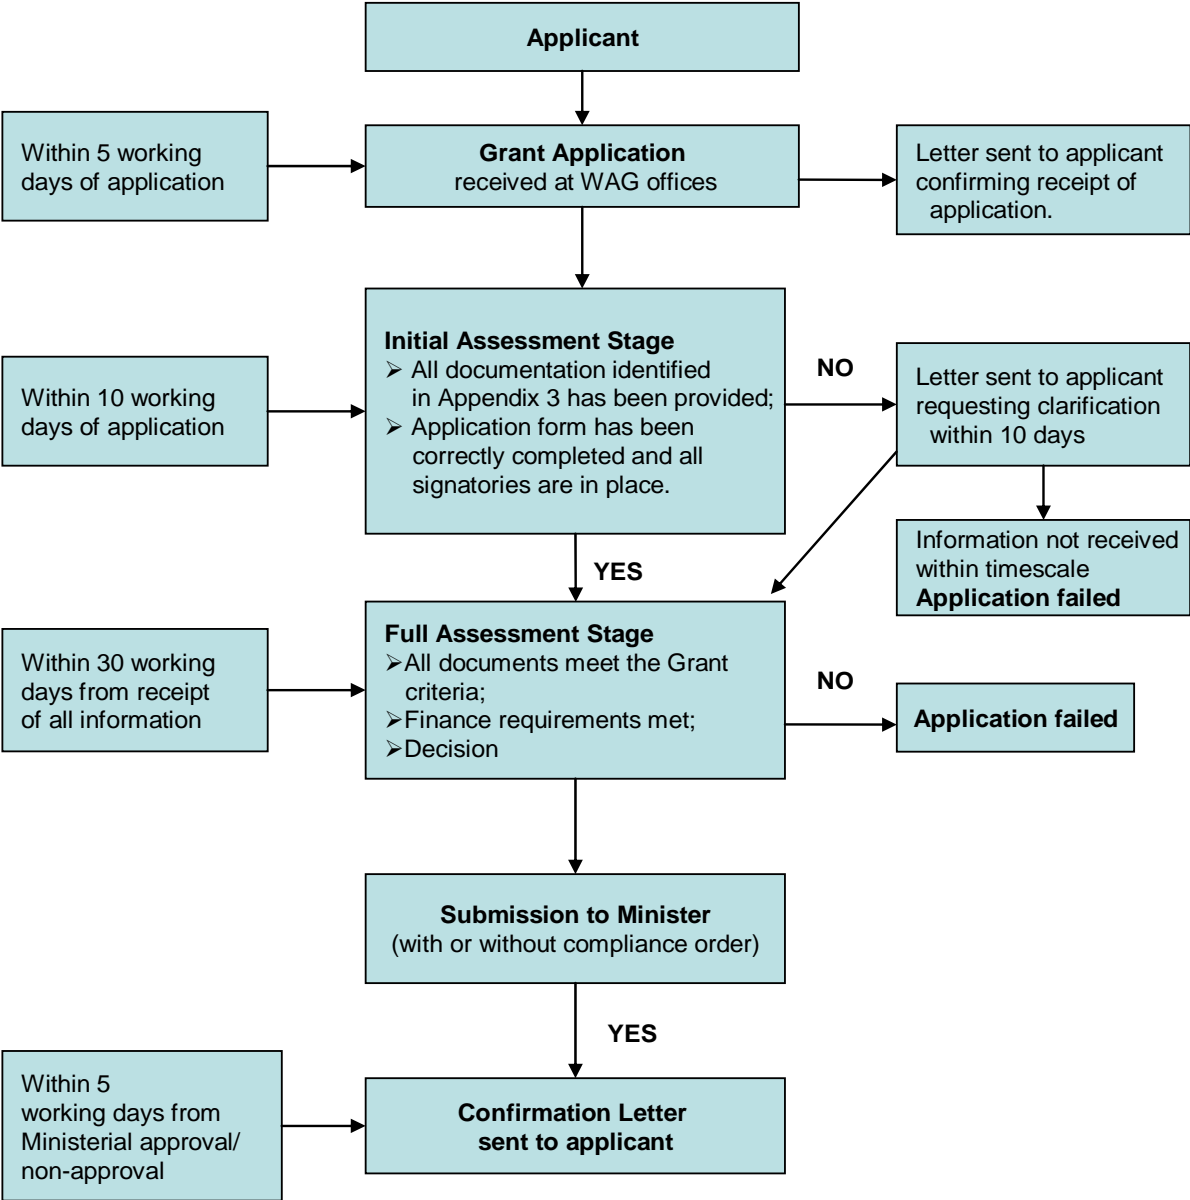 Applicant
Within 5 working
days of application
Grant Application
received at WAG offices
Letter sent to applicant
confirming receipt of
application.
Initial Assessment Stage
➢ All documentation identified
in Appendix 3 has been provided;
➢ Application form has been
correctly completed and all
signatories are in place.
Within 10 working
days of application
NO
Letter sent to applicant
requesting clarification
within 10 days
YES
Information not received
within timescale
Application failed
Full Assessment Stage
➢All documents meet the Grant
criteria;
➢Finance requirements met;
➢Decision
Within 30 working
days from receipt
of all information
NO
Application failed
Submission to Minister
(with or without compliance order)
YES
Within 5
working days from
Ministerial approval/
non-approval
Confirmation Letter
sent to applicant